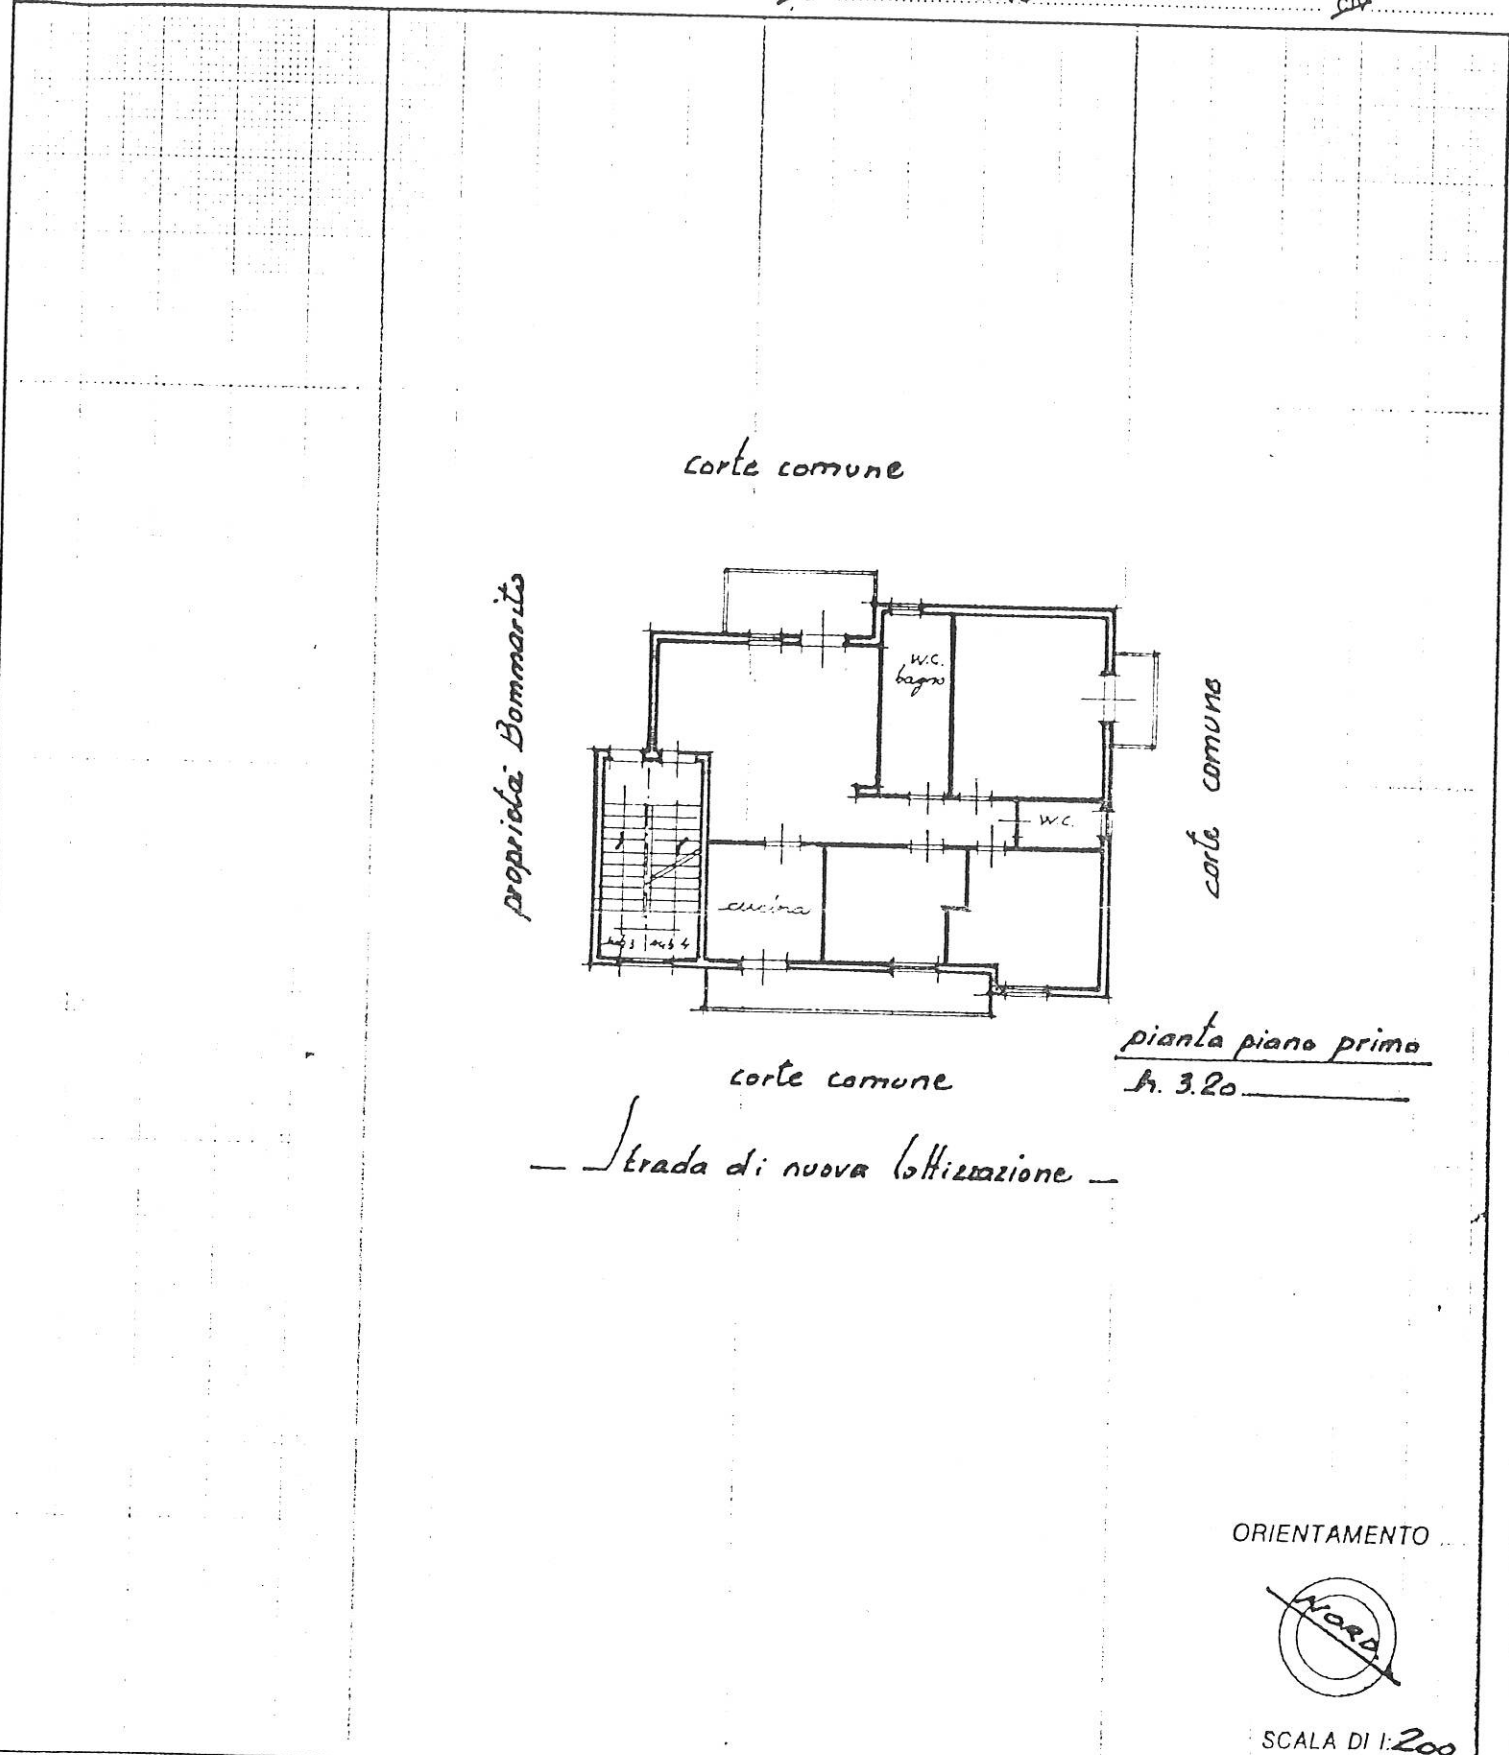 corte comune
proprietà Bommarito
w.c.
bagno
corte comune
w.c.
cucina
pianta piano primo
h. 3.20
corte comune
Strada di nuova lottizzazione
ORIENTAMENTO
NORD
SCALA DI 1:200